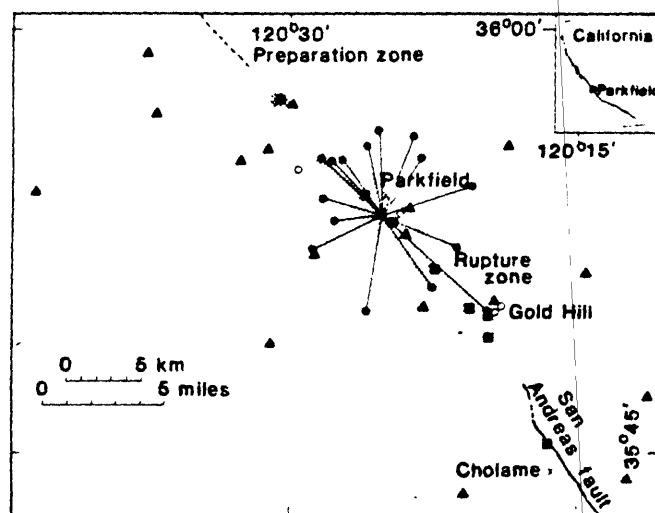 120°30'
36°00'
California
Preparation zone
Parkfield
120°15'
Parkfield
Rupture zone
Gold Hill
0 5 km
0 5 miles
San Andreas fault
35°45'
Cholame